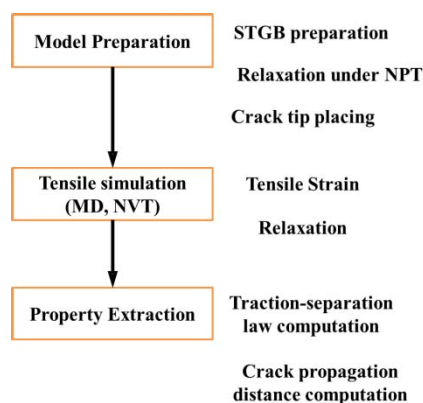 Model Preparation
STGB preparation
Relaxation under NPT
Crack tip placing
Tensile simulation
(MD, NVT)
Tensile Strain
Relaxation
Property Extraction
Traction-separation
law computation
Crack propagation
distance computation